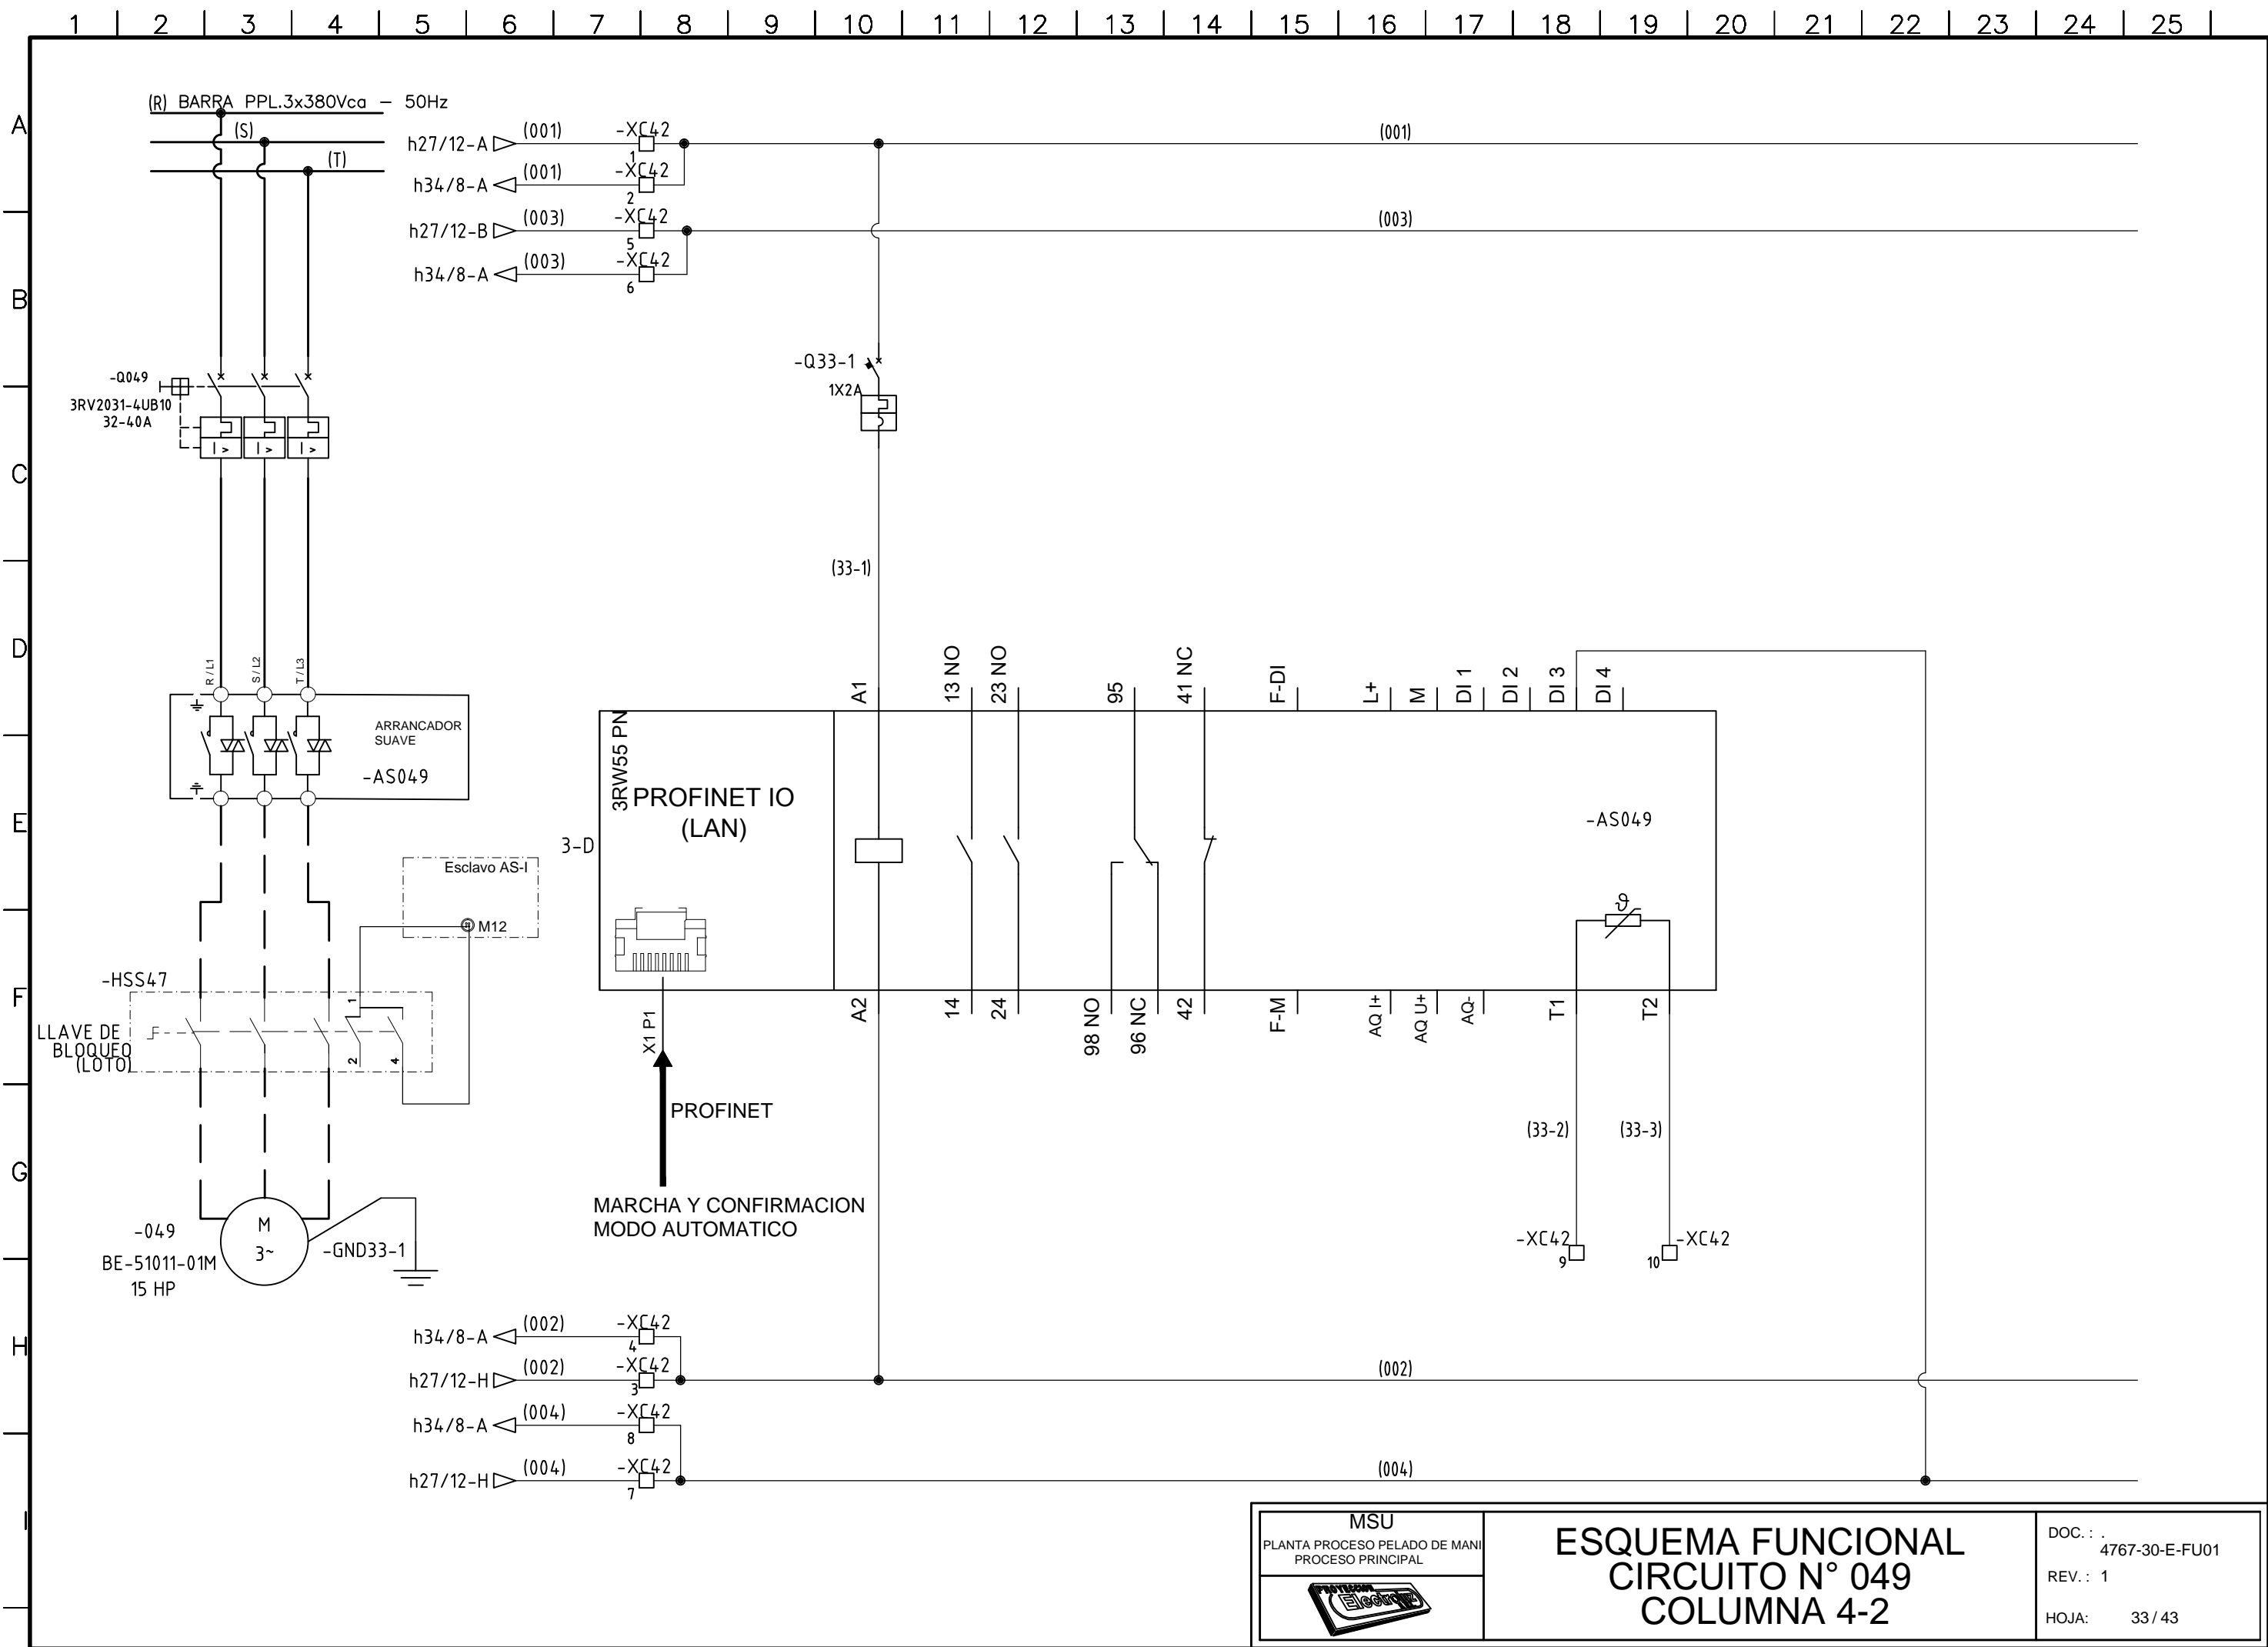 1 2 3 4 5 6 7 8 9 10 11 12 13 14 15 16 17 18 19 20 21 22 23 24 25
A
B
C
D
E
F
G
H
I
(R) BARRA PPL.3x380Vca - 50Hz
(S)
(T)
h27/12-A (001) -XC42 1 (001)
h34/8-A (001) -XC42 2
h27/12-B (003) -XC42 5 (003)
h34/8-A (003) -XC42 6
-Q049
3RV2031-4UB10
32-40A
I > I > I >
-Q33-1
1X2A
(33-1)
R / L1 S / L2 T / L3
ARRANCADOR
SUAVE
-AS049
Esclavo AS-I
M12
-HSS47
LLAVE DE
BLOQUEO
(LOTO)
1
2 4
M
3~
-049
BE-51011-01M
15 HP
-GND33-1
3-D
3RW55 PN
PROFINET IO
(LAN)
X1 P1
PROFINET
MARCHA Y CONFIRMACION
MODO AUTOMATICO
A1 13 NO 23 NO 95 41 NC F-DI L+ M DI 1 DI 2 DI 3 DI 4
-AS049
ϑ
A2 14 24 98 NO 96 NC 42 F-M AQ I+ AQ U+ AQ- T1 T2
(33-2) (33-3)
-XC42 9
-XC42 10
h34/8-A (002) -XC42 4
h27/12-H (002) -XC42 3 (002)
h34/8-A (004) -XC42 8
h27/12-H (004) -XC42 7 (004)
MSU
PLANTA PROCESO PELADO DE MANI
PROCESO PRINCIPAL
PROYECCION
Electroluz
ESQUEMA FUNCIONAL
CIRCUITO N° 049
COLUMNA 4-2
DOC. : .
4767-30-E-FU01
REV. : 1
HOJA: 33 / 43